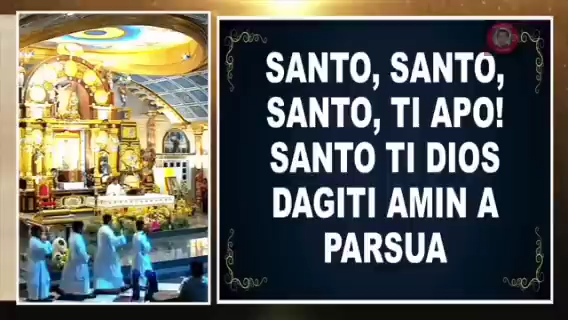 SANTO, SANTO,
SANTO, TI APO!
SANTO TI DIOS
DAGITI AMIN A
PARSUA